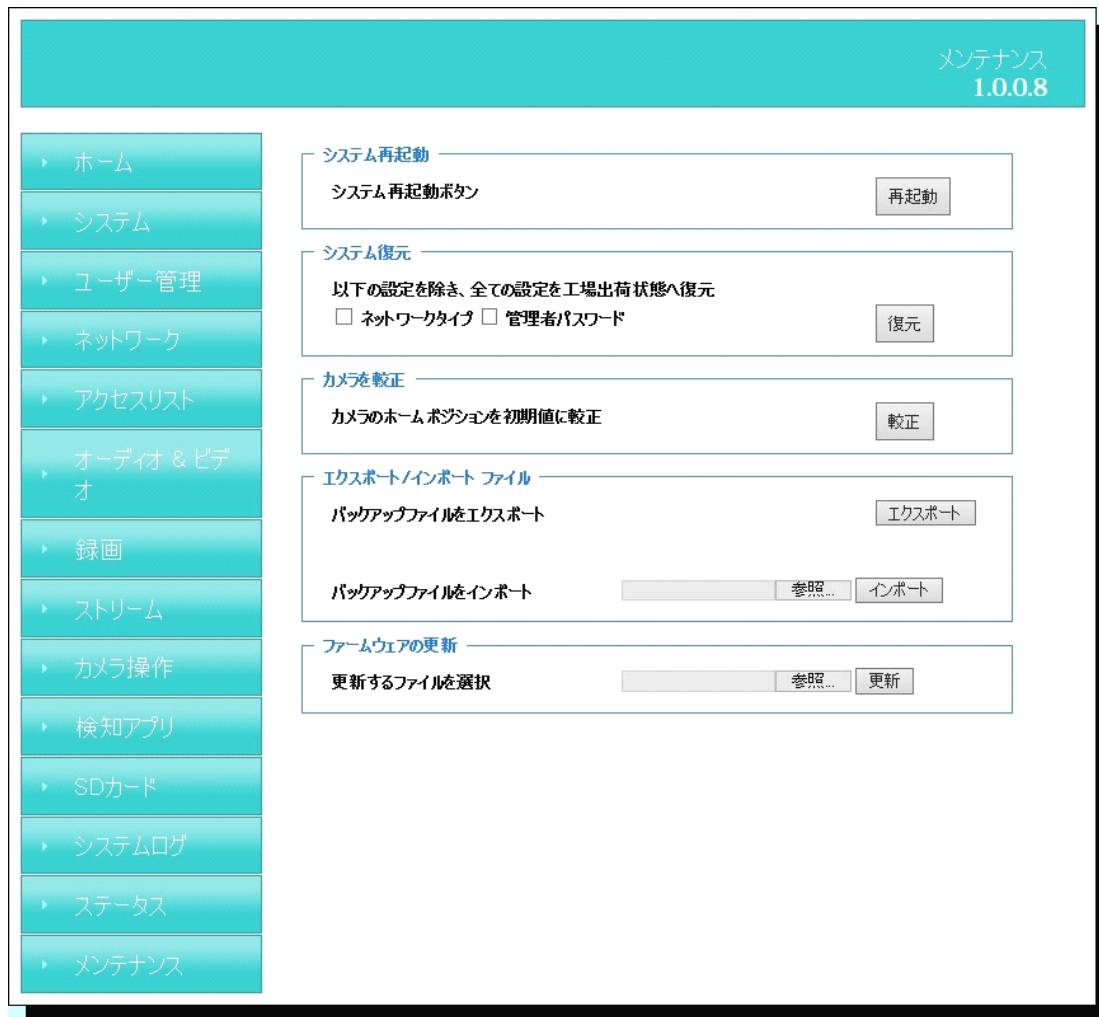 メンテナンス
1.0.0.8
ホーム
システム
ユーザー管理
ネットワーク
アクセスリスト
オーディオ & ビデ
オ
録画
ストリーム
カメラ操作
検知アプリ
SDカード
システムログ
ステータス
メンテナンス
システム再起動
システム再起動ボタン
再起動
システム復元
以下の設定を除き、全ての設定を工場出荷状態へ復元
ネットワークタイプ 管理者パスワード
復元
カメラを較正
カメラのホームポジションを初期値に較正
較正
エクスポート/インポート ファイル
バックアップファイルをエクスポート
エクスポート
バックアップファイルをインポート
参照... インポート
ファームウェアの更新
更新するファイルを選択
参照... 更新